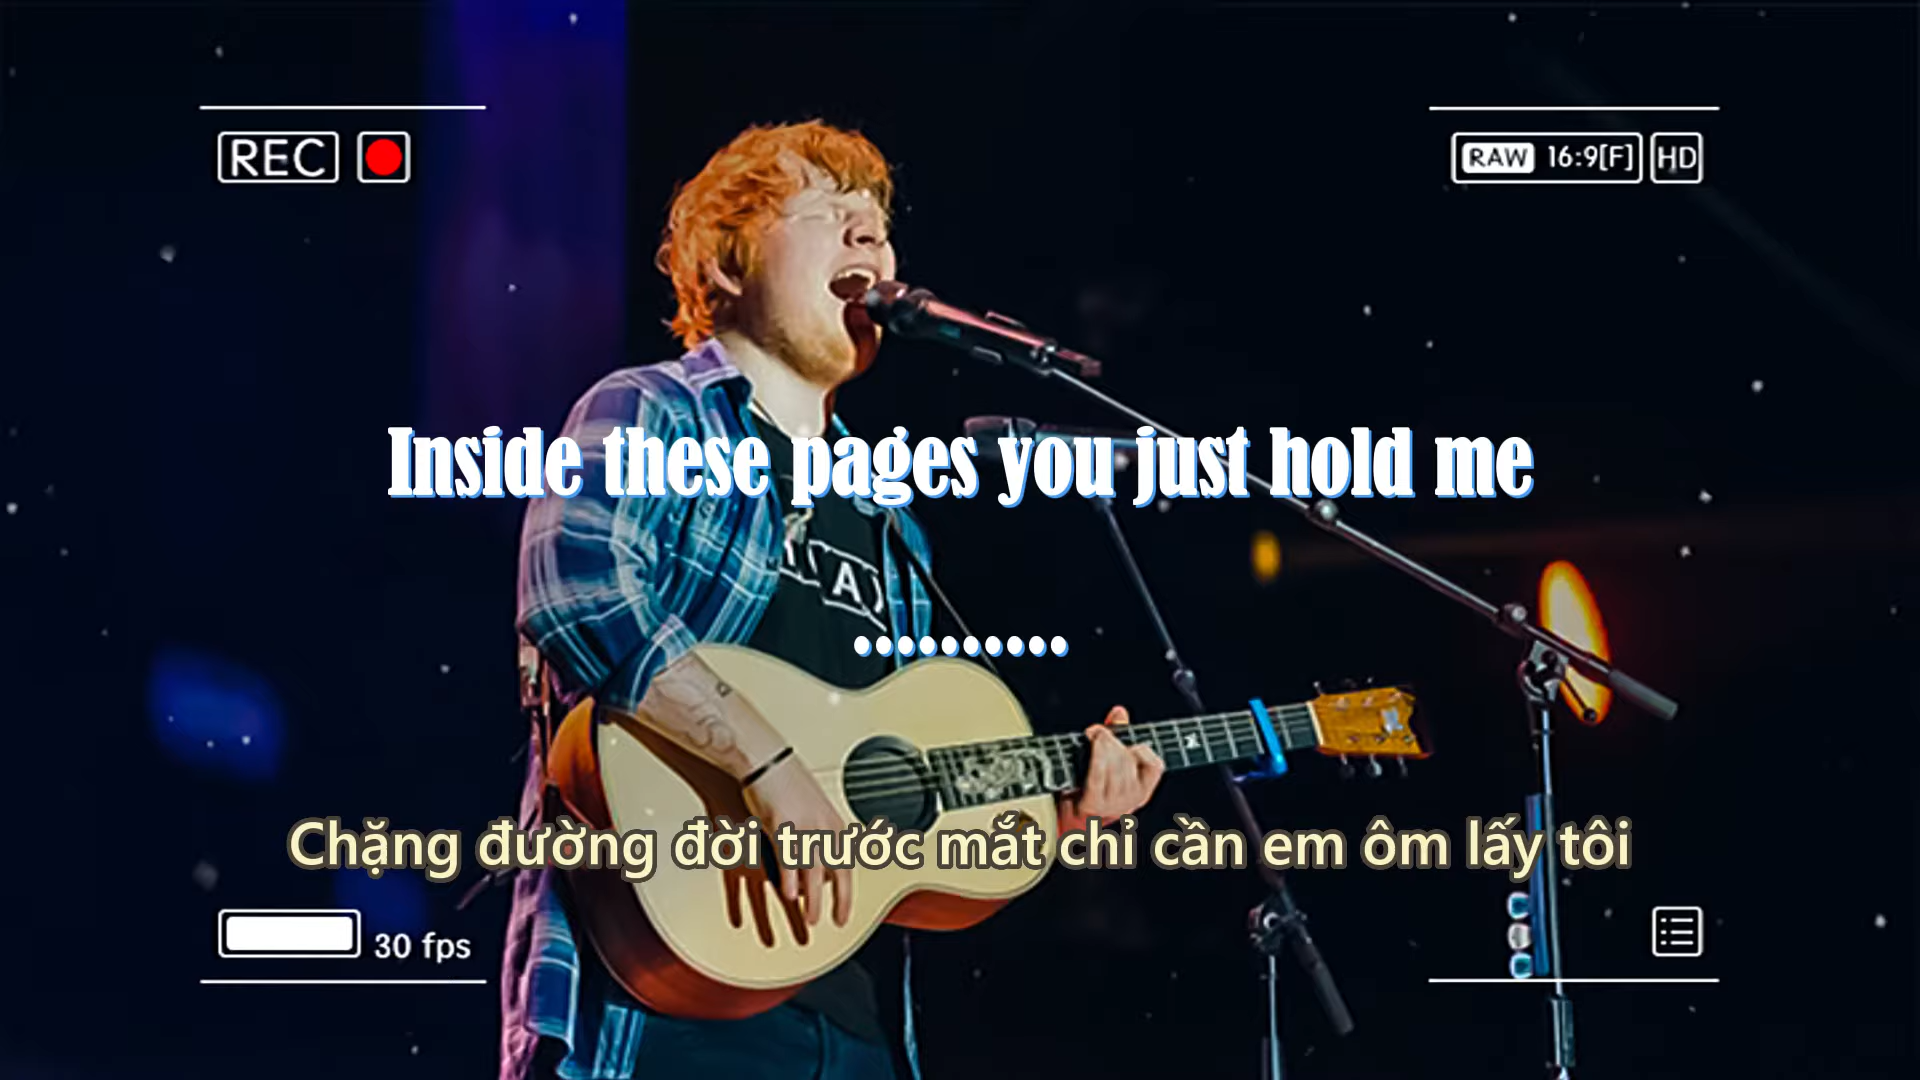 REC
RAW 16:9[F] HD
Inside these pages you just hold me
..........
Chặng đường đời trước mắt chỉ cần em ôm lấy tôi
30 fps